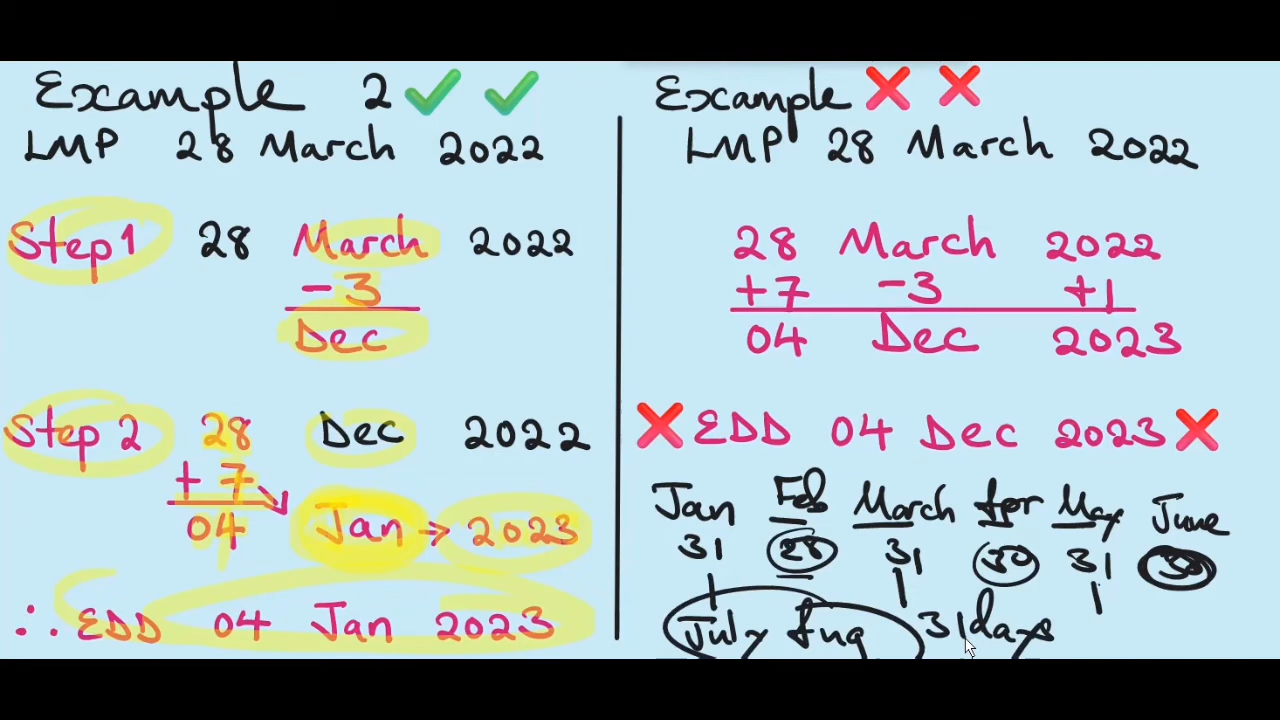 Example 2
LMP 28 March 2022
Step 1 28 March 2022
- 3
Dec
Step 2 28 Dec 2022
+ 7
04 Jan → 2023
∴ EDD 04 Jan 2023
Example
LMP 28 March 2022
28 March 2022
+7 -3 +1
04 Dec 2023
EDD 04 Dec 2023
Jan Feb March Apr May June
31 28 31 30 31 30
July Aug 31 days